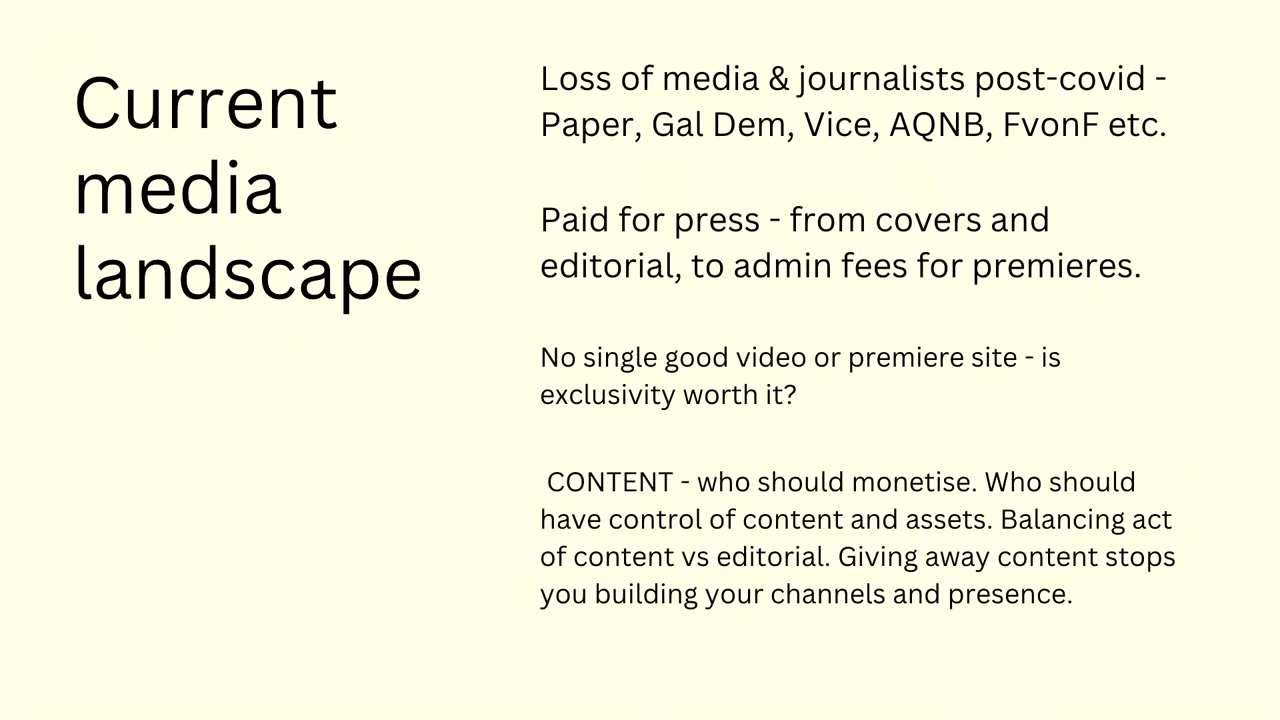 Current
media
landscape
Loss of media & journalists post-covid -
Paper, Gal Dem, Vice, AQNB, FvonF etc.
Paid for press - from covers and
editorial, to admin fees for premieres.
No single good video or premiere site - is
exclusivity worth it?
CONTENT - who should monetise. Who should
have control of content and assets. Balancing act
of content vs editorial. Giving away content stops
you building your channels and presence.